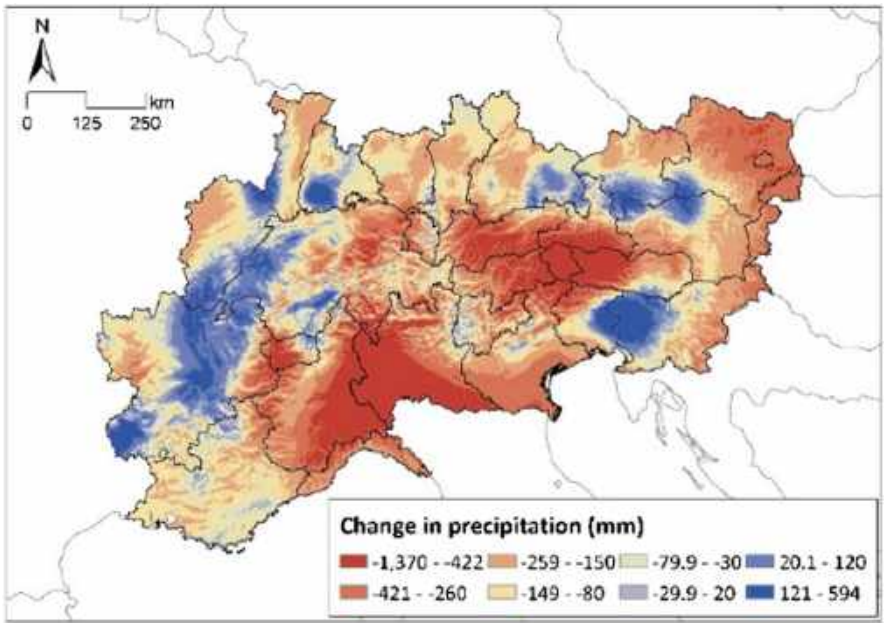 N
km
0 125 250
Change in precipitation (mm)
-1,370 - -422 -259 - -150 -79.9 - -30 20.1 - 120
-421 - -260 -149 - -80 -29.9 - 20 121 - 594